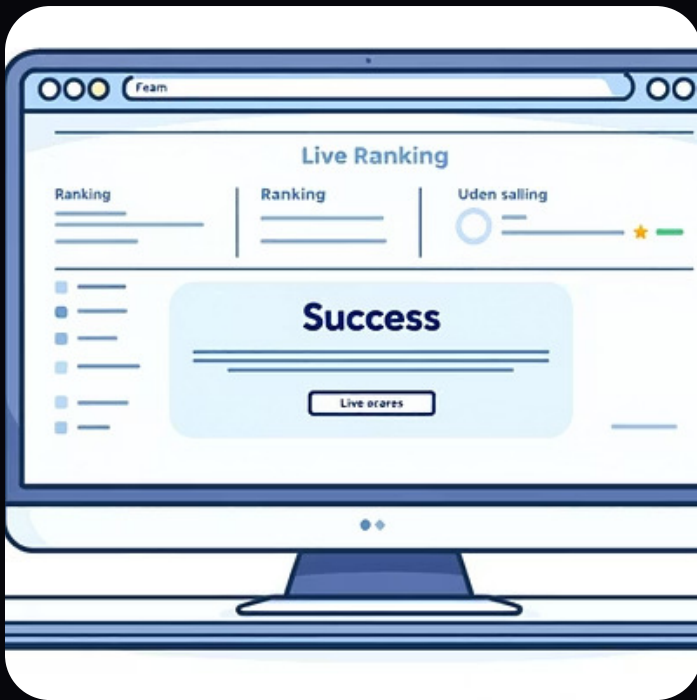 Feam
Live Ranking
Ranking
Ranking
Uden salling
Success
Live ocares